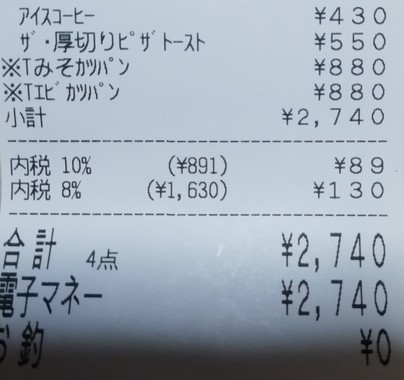 アイスコーヒー ¥430
ザ・厚切りピザトースト ¥550
※Tみそカツパン ¥880
※Tエビカツパン ¥880
小計 ¥2,740
内税 10% (¥891) ¥89
内税 8% (¥1,630) ¥130
合計 4点 ¥2,740
電子マネー ¥2,740
お釣 ¥0